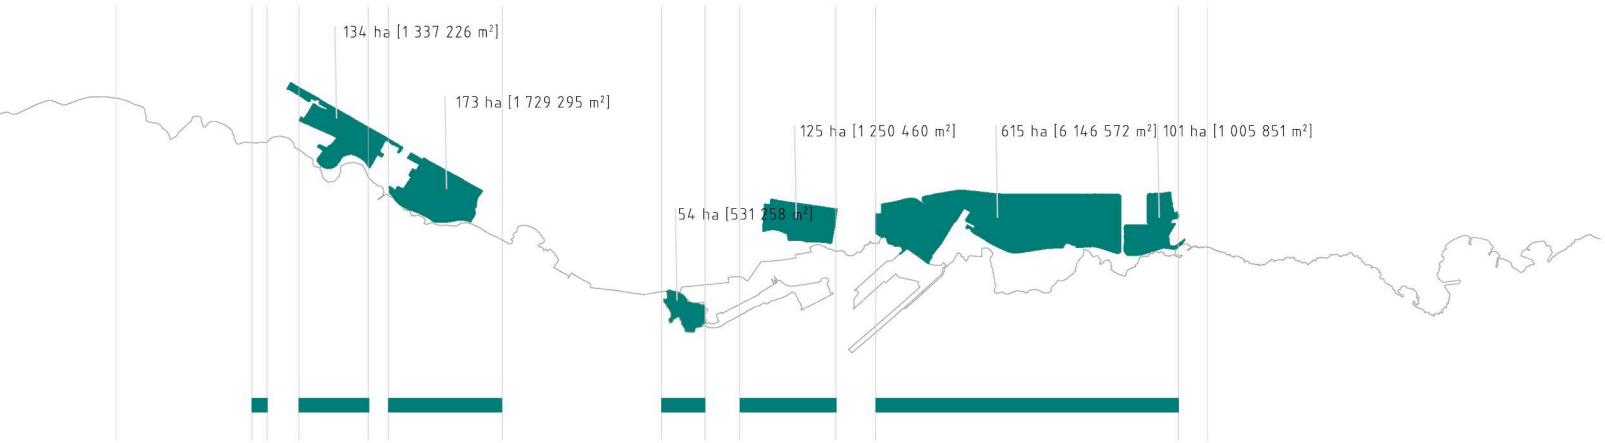 134 ha [1 337 226 m²]
173 ha [1 729 295 m²]
125 ha [1 250 460 m²]
615 ha [6 146 572 m²]
101 ha [1 005 851 m²]
54 ha [531 258 m²]